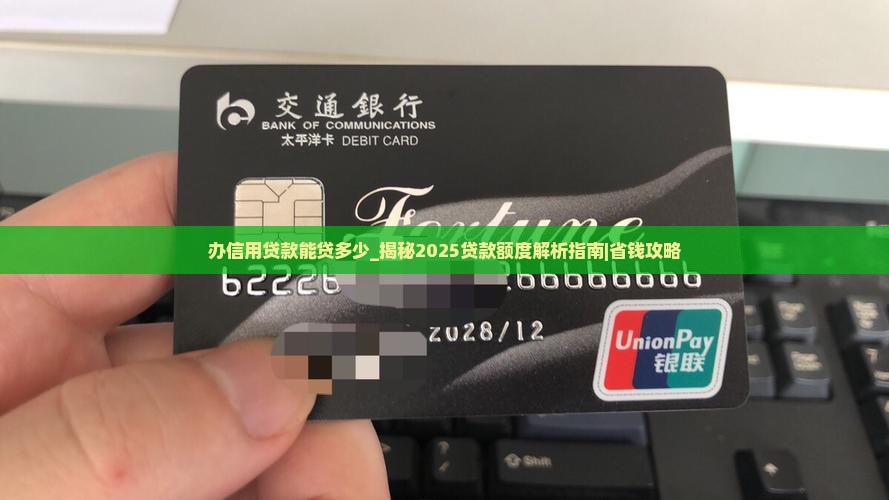 交通銀行
BANK OF COMMUNICATIONS
太平洋卡 DEBIT CARD
Fortune
办信用贷款能贷多少_揭秘2025贷款额度解析指南|省钱攻略
2028/12
UnionPay
银联
Shift